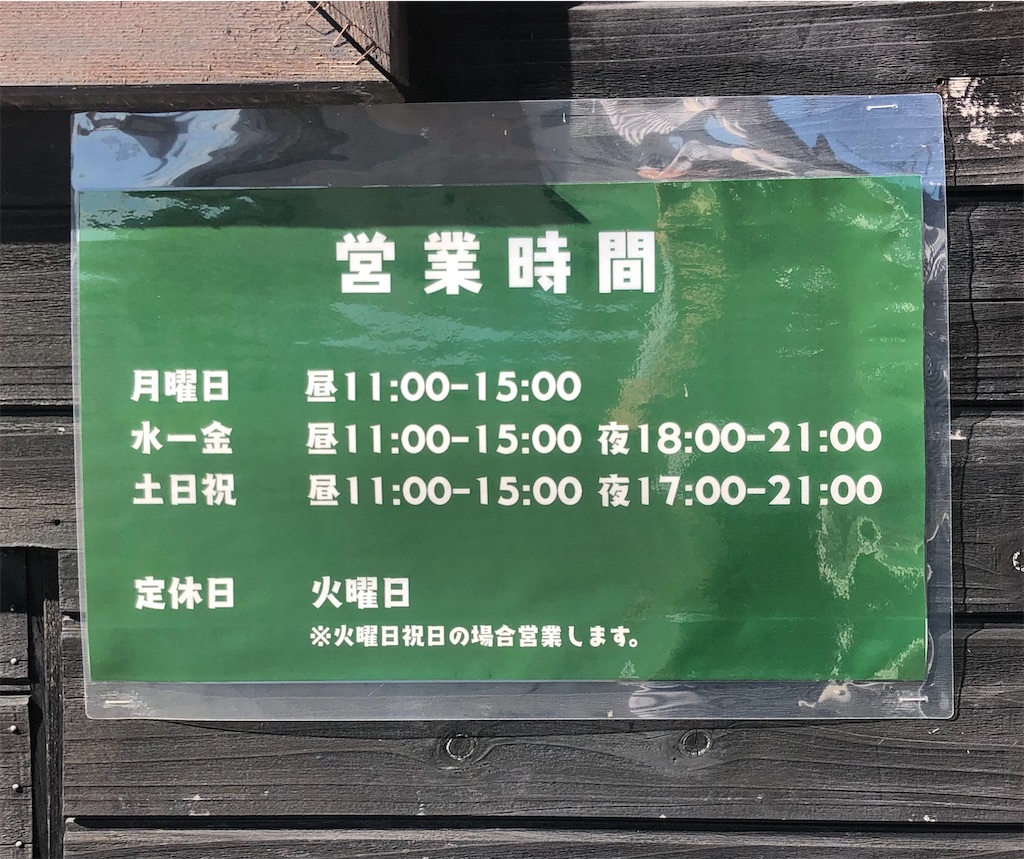 営業時間
月曜日 昼11:00-15:00
水ー金 昼11:00-15:00 夜18:00-21:00
土日祝 昼11:00-15:00 夜17:00-21:00
定休日 火曜日
※火曜日祝日の場合営業します。